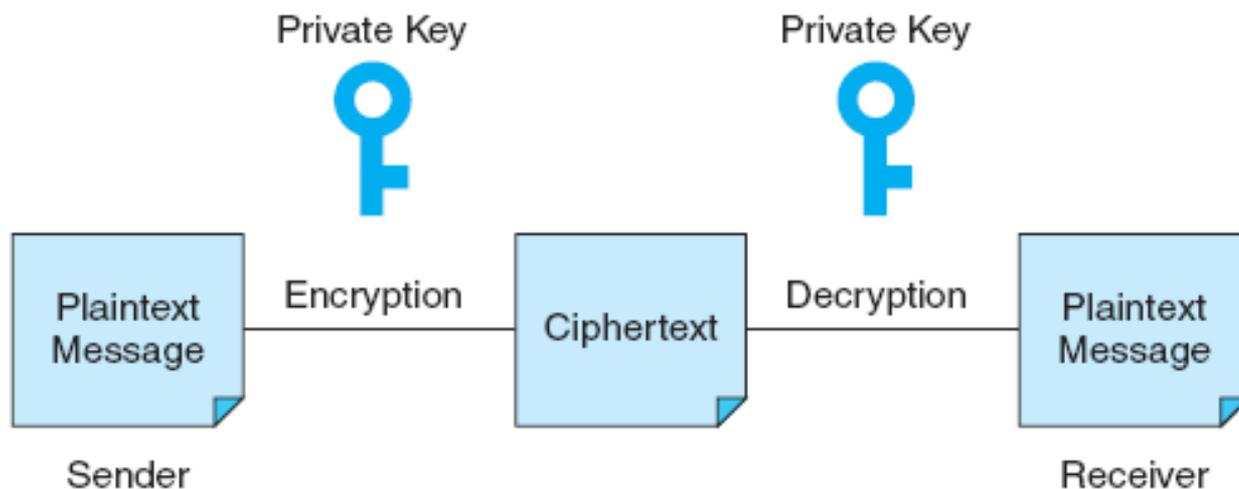 Private Key
Private Key
Plaintext
Message
Encryption
Ciphertext
Decryption
Plaintext
Message
Sender
Receiver